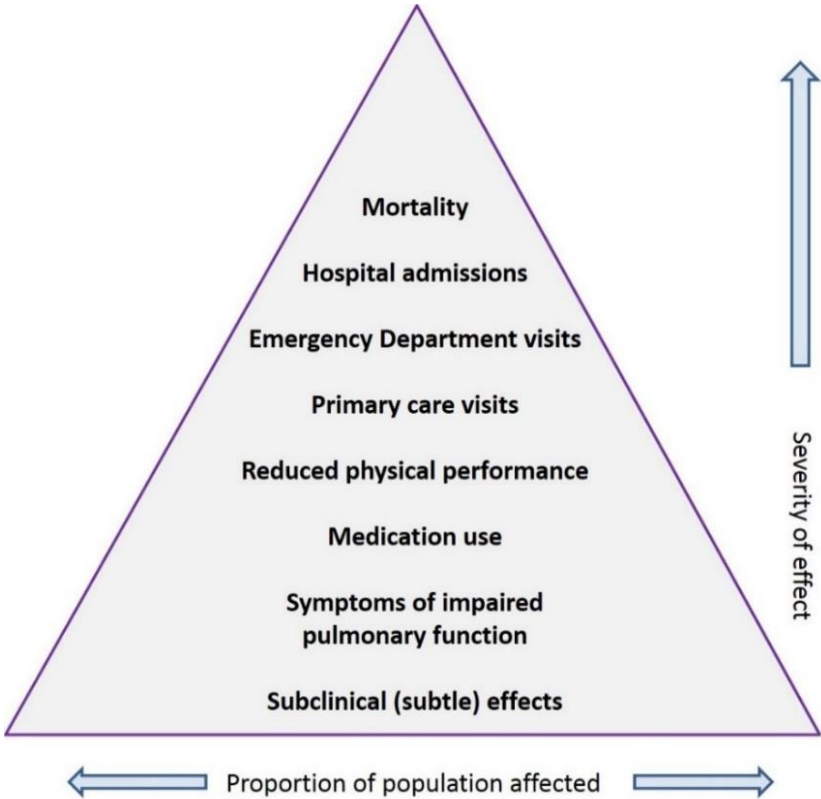 Mortality
Hospital admissions
Emergency Department visits
Primary care visits
Reduced physical performance
Medication use
Symptoms of impaired
pulmonary function
Subclinical (subtle) effects
Severity of effect
Proportion of population affected